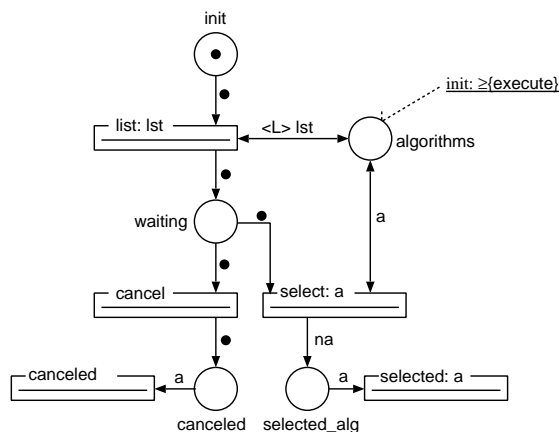 init
init: ≥{execute}
list: lst
<L> lst
algorithms
waiting
a
cancel
select: a
na
canceled
a
a
selected: a
canceled
selected_alg